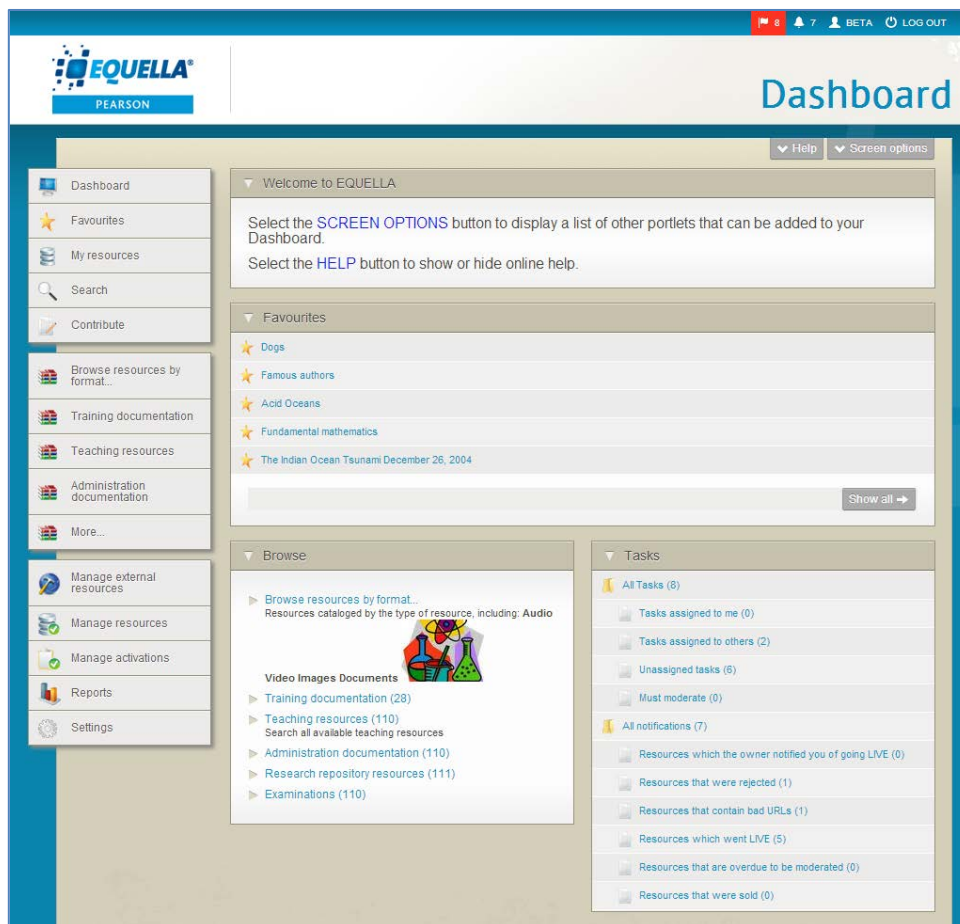 8 7 BETA LOG OUT
EQUELLA®
PEARSON
Dashboard
Help Screen options
Dashboard
Favourites
My resources
Search
Contribute
Browse resources by
format...
Training documentation
Teaching resources
Administration
documentation
More...
Manage external
resources
Manage resources
Manage activations
Reports
Settings
Welcome to EQUELLA
Select the SCREEN OPTIONS button to display a list of other portlets that can be added to your
Dashboard.
Select the HELP button to show or hide online help.
Favourites
Dogs
Famous authors
Acid Oceans
Fundamental mathematics
The Indian Ocean Tsunami December 26, 2004
Show all
Browse
Browse resources by format...
Resources cataloged by the type of resource, including: Audio
Video Images Documents
Training documentation (28)
Teaching resources (110)
Search all available teaching resources
Administration documentation (110)
Research repository resources (111)
Examinations (110)
Tasks
All Tasks (8)
Tasks assigned to me (0)
Tasks assigned to others (2)
Unassigned tasks (6)
Must moderate (0)
All notifications (7)
Resources which the owner notified you of going LIVE (0)
Resources that were rejected (1)
Resources that contain bad URLs (1)
Resources which went LIVE (5)
Resources that are overdue to be moderated (0)
Resources that were sold (0)